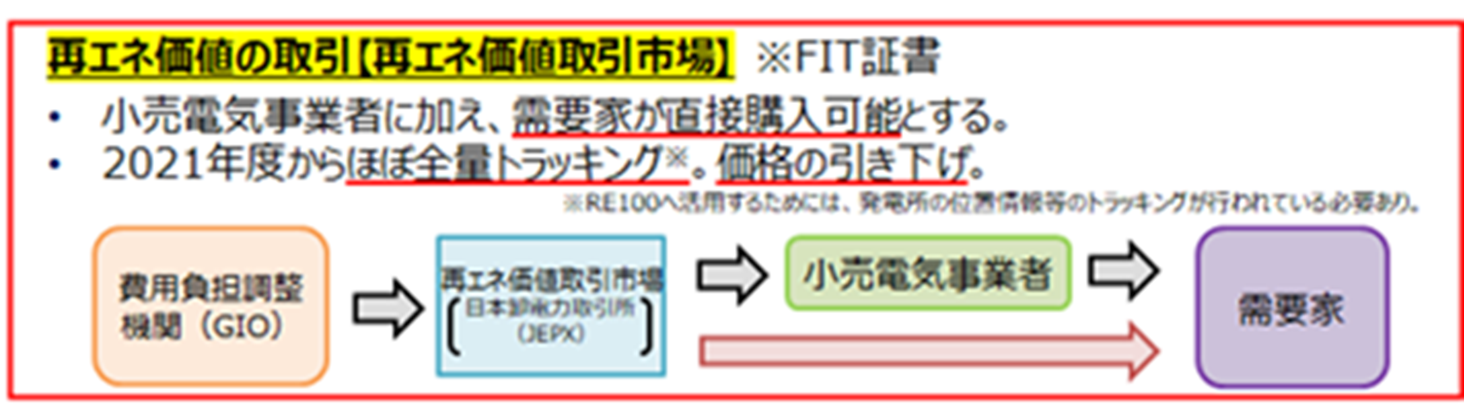 再エネ価値の取引【再エネ価値取引市場】 ※FIT証書
• 小売電気事業者に加え、需要家が直接購入可能とする。
• 2021年度からほぼ全量トラッキング※。価格の引き下げ。
※RE100へ活用するためには、発電所の位置情報等のトラッキングが行われている必要あり。
費用負担調整
機関（GIO）
再エネ価値取引市場
日本卸電力取引所
（JEPX）
小売電気事業者
需要家